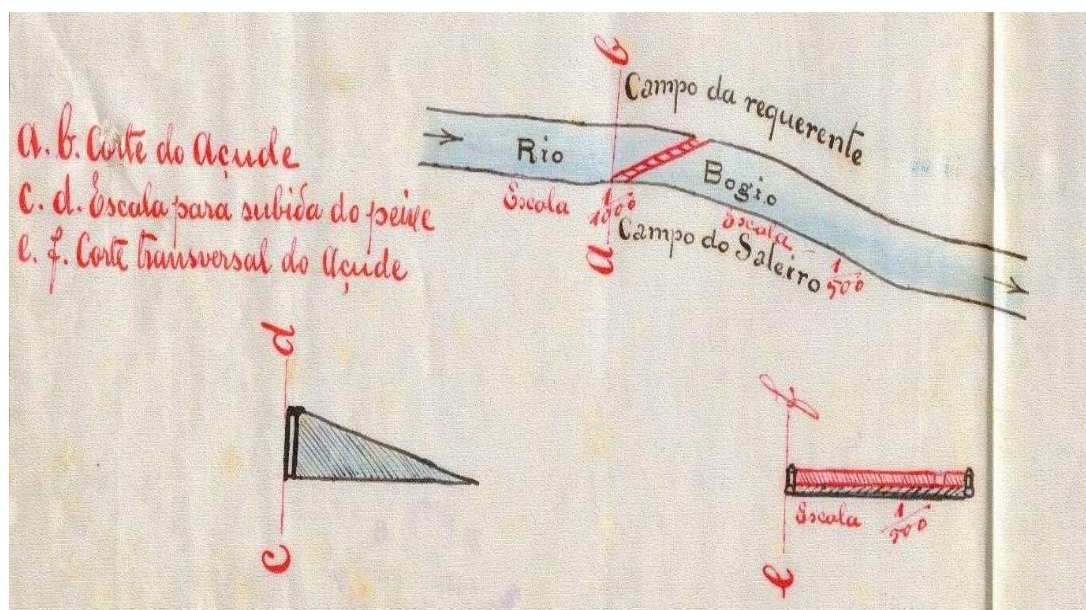 a. b. Corte do Açude
c. d. Escala para subida do peixe
e. f. Corte transversal do Açude
b
Campo da requerente
Rio
Bogio
Escala 1/1000
Escala 1/500
a
Campo do Saleiro
d
c
f
Escala 1/500
e